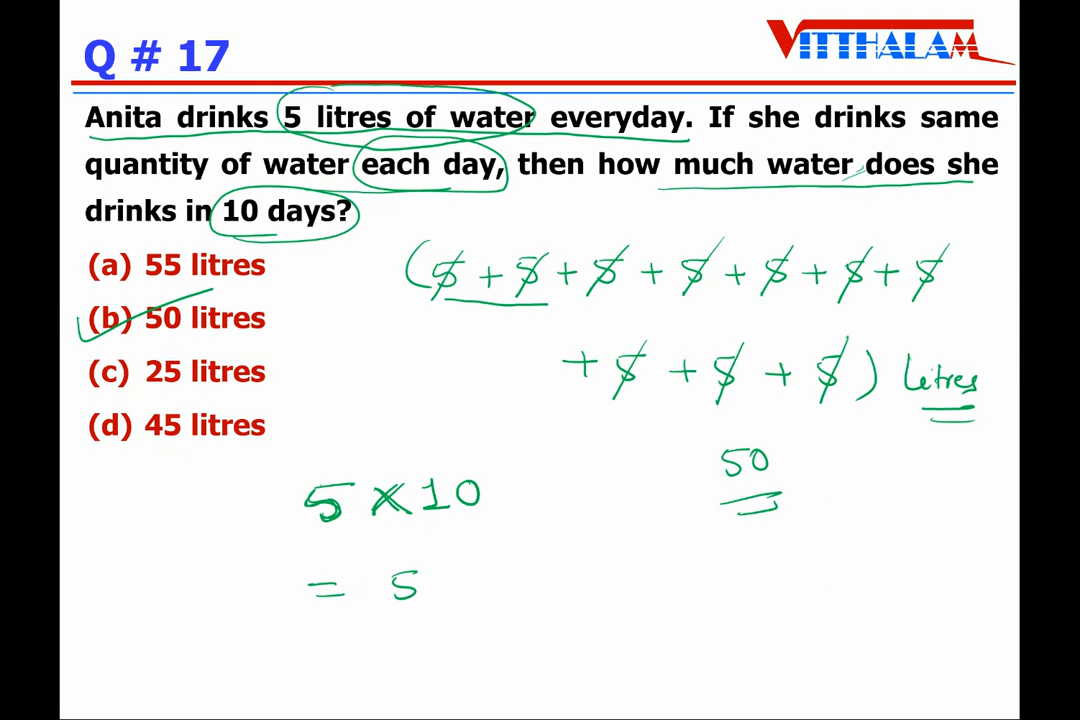 Q # 17
VITTHALAM
Anita drinks 5 litres of water everyday. If she drinks same
quantity of water each day, then how much water does she
drinks in 10 days?
(a) 55 litres
(b) 50 litres
(c) 25 litres
(d) 45 litres
(5 + 5 + 5 + 5 + 5 + 5 + 5
+ 5 + 5 + 5) litres
50
5 × 10
= 5